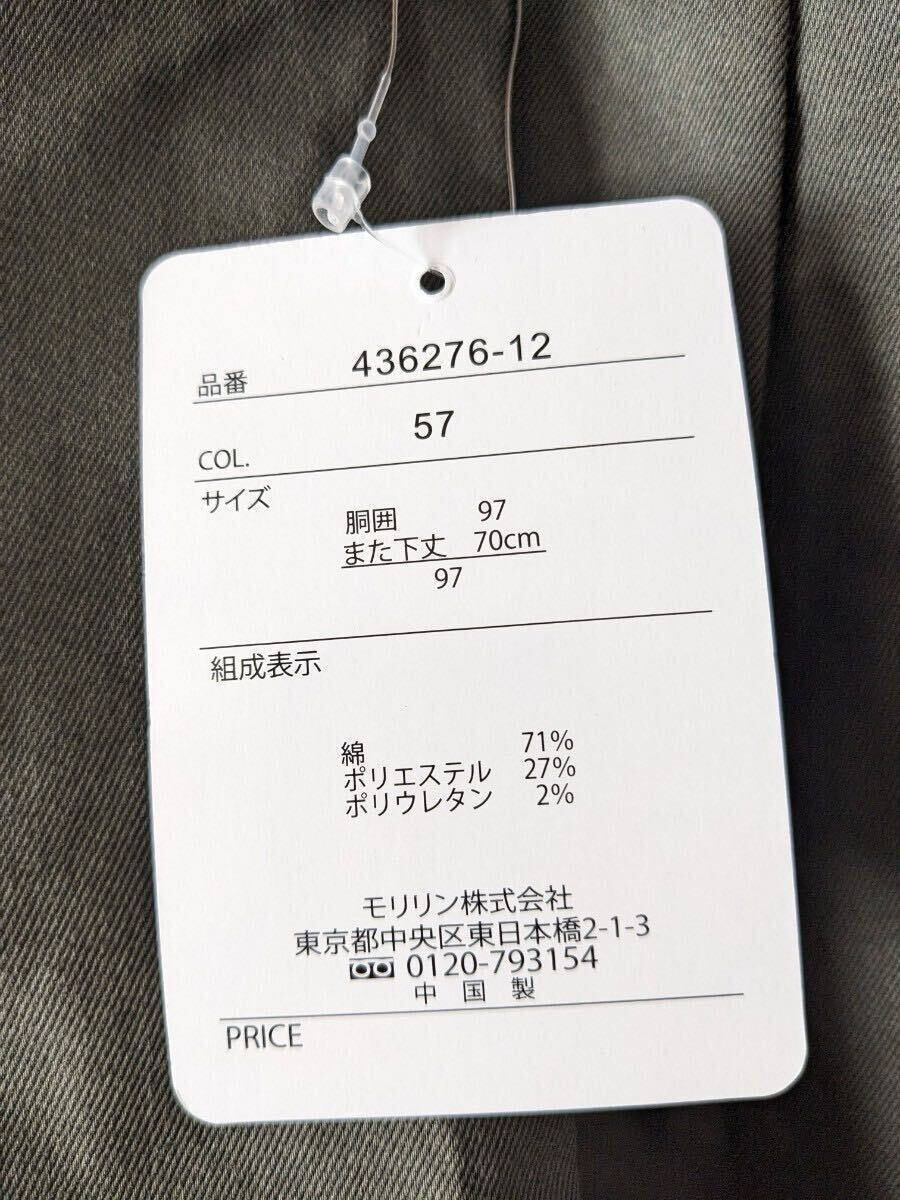 品番 436276-12
COL. 57
サイズ
胴囲 97
また下丈 70cm
97
組成表示
綿 71%
ポリエステル 27%
ポリウレタン 2%
モリリン株式会社
東京都中央区東日本橋2-1-3
0120-793154
中国製
PRICE